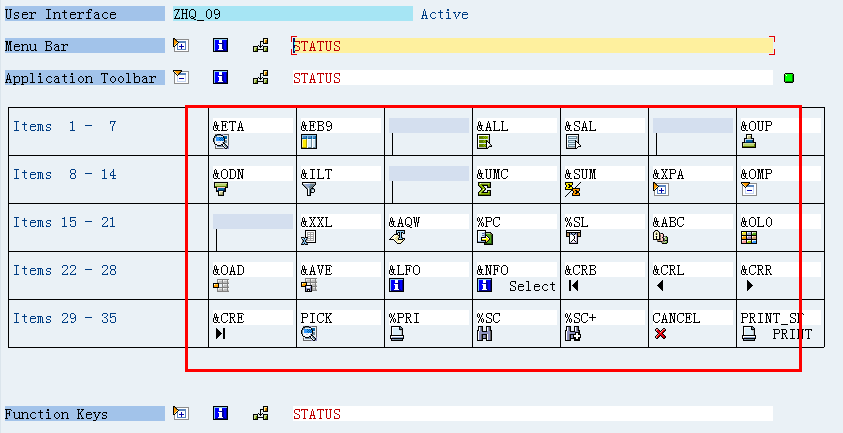 User Interface ZHQ_09 Active
Menu Bar STATUS
Application Toolbar STATUS
Items 1 - 7 &ETA &EB9 &ALL &SAL &OUP
Items 8 - 14 &ODN &ILT &UMC &SUM &XPA &OMP
Items 15 - 21 &XXL &AQW %PC %SL &ABC &OLO
Items 22 - 28 &OAD &AVE &LFO &NFO &CRB &CRL &CRR
Select
Items 29 - 35 &CRE PICK %PRI %SC %SC+ CANCEL
PRINT
Function Keys STATUS